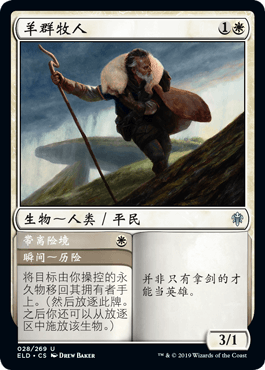 羊群牧人
1
生物～人类 / 平民
带离险境
瞬间～历险
将目标由你操控的永
久物移回其拥有者手
上。(然后放逐此牌。
之后你还可以从放逐
区中施放该生物。)
并非只有拿剑的才
能当英雄。
3/1
028/269 U
ELD • CS DREW BAKER
™ & © 2019 Wizards of the Coast